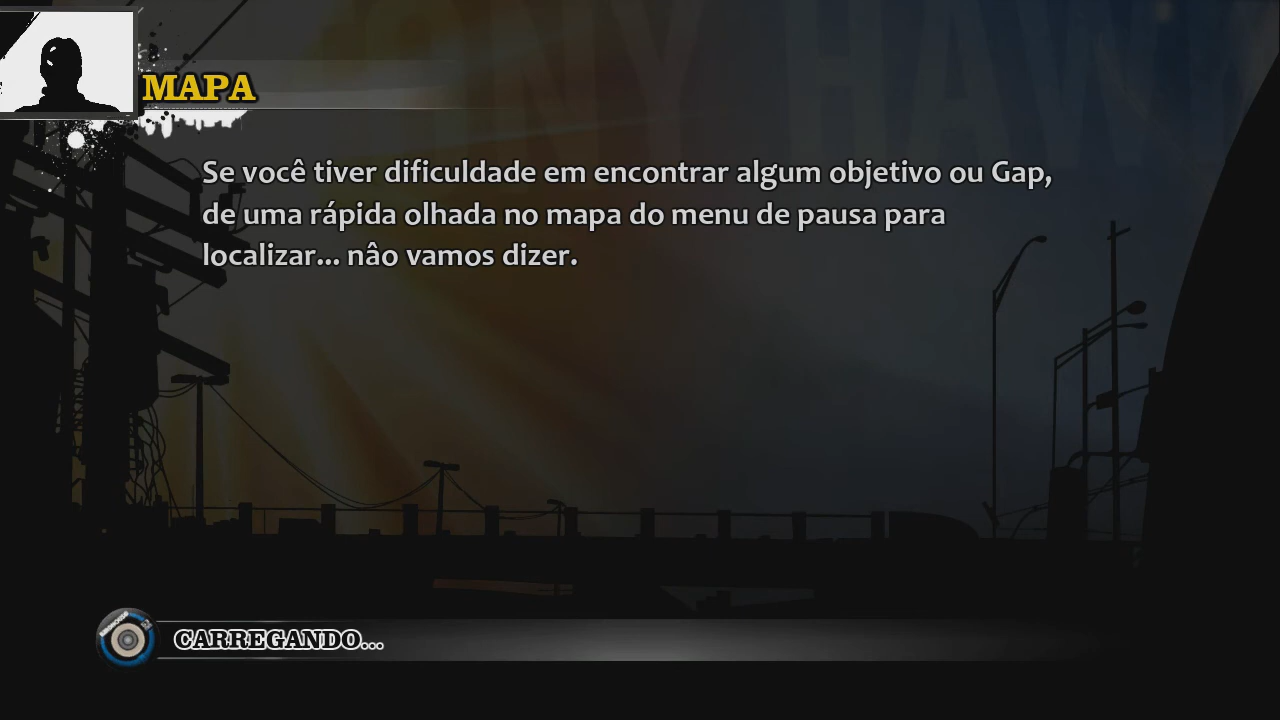 MAPA
Se você tiver dificuldade em encontrar algum objetivo ou Gap,
de uma rápida olhada no mapa do menu de pausa para
localizar... nâo vamos dizer.
CARREGANDO...